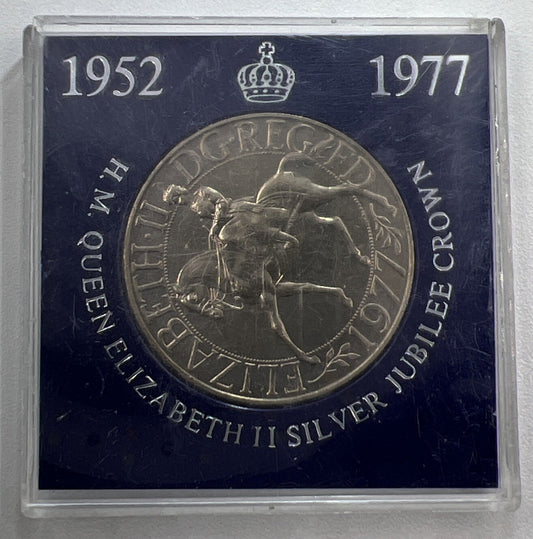 1952
1977
H.M. QUEEN ELIZABETH II SILVER JUBILEE CROWN
ELIZABETH·II DG·REG FD 1977